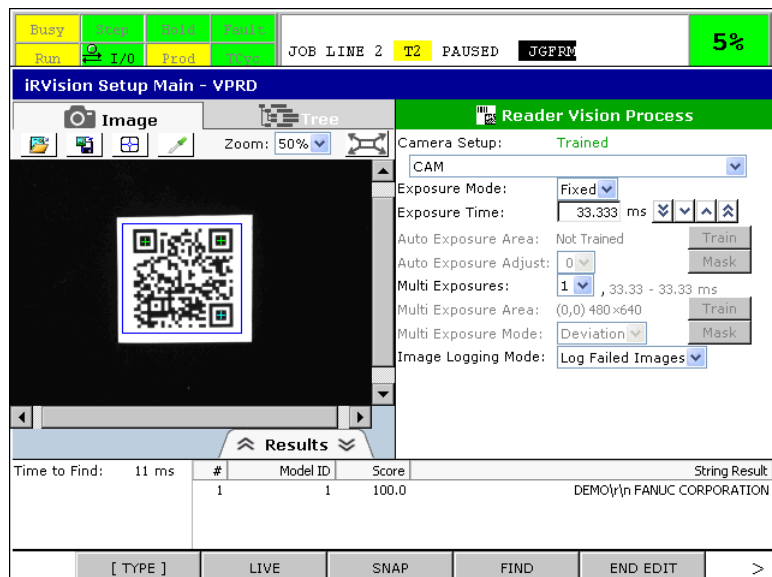 Busy Step Hold Fault
Run I/O Prod TCyc
JOB LINE 2 T2 PAUSED JGFRM
5%
iRVision Setup Main - VPRD
Image Tree
Zoom: 50%
Reader Vision Process
Camera Setup: Trained
CAM
Exposure Mode: Fixed
Exposure Time: 33.333 ms
Auto Exposure Area: Not Trained Train
Auto Exposure Adjust: 0 Mask
Multi Exposures: 1 , 33.33 - 33.33 ms
Multi Exposure Area: (0,0) 480×640 Train
Multi Exposure Mode: Deviation Mask
Image Logging Mode: Log Failed Images
Results
Time to Find: 11 ms
# Model ID Score String Result
1 1 100.0 DEMO\r\n FANUC CORPORATION
[ TYPE ] LIVE SNAP FIND END EDIT >